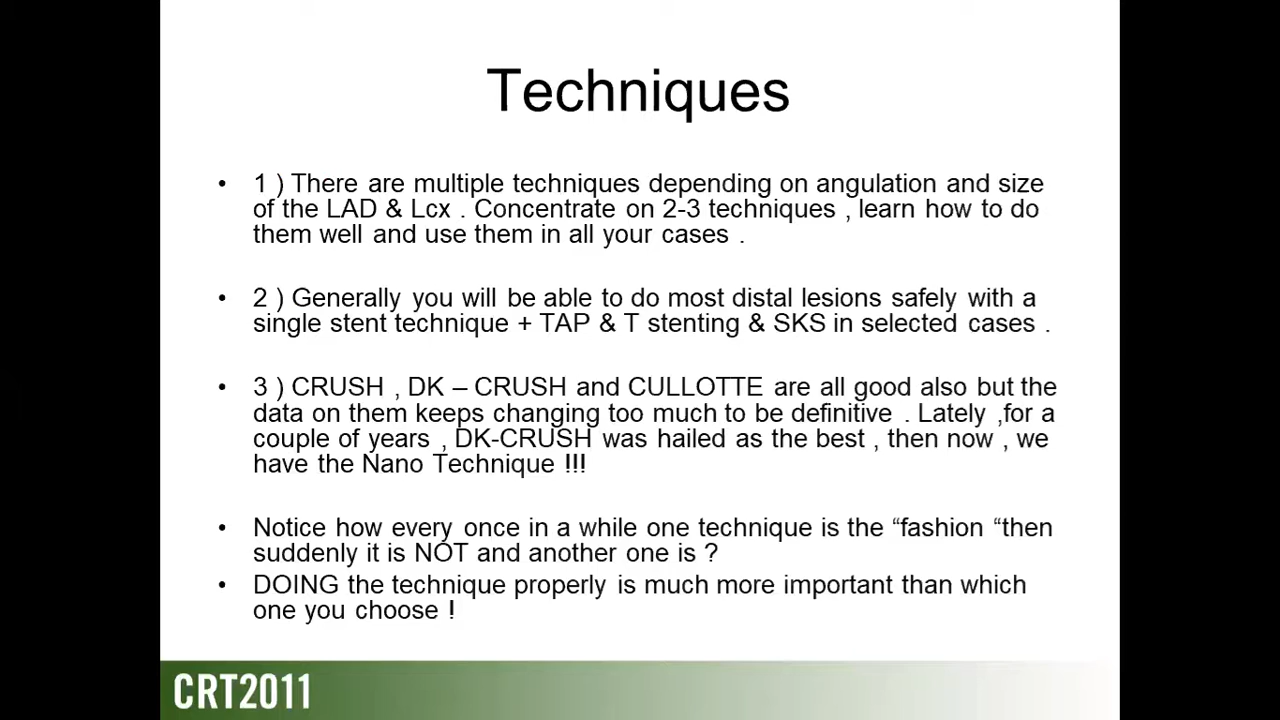 Techniques
• 1 ) There are multiple techniques depending on angulation and size
of the LAD & Lcx . Concentrate on 2-3 techniques , learn how to do
them well and use them in all your cases .
• 2 ) Generally you will be able to do most distal lesions safely with a
single stent technique + TAP & T stenting & SKS in selected cases .
• 3 ) CRUSH , DK – CRUSH and CULLOTTE are all good also but the
data on them keeps changing too much to be definitive . Lately ,for a
couple of years , DK-CRUSH was hailed as the best , then now , we
have the Nano Technique !!!
• Notice how every once in a while one technique is the “fashion “then
suddenly it is NOT and another one is ?
• DOING the technique properly is much more important than which
one you choose !
CRT2011